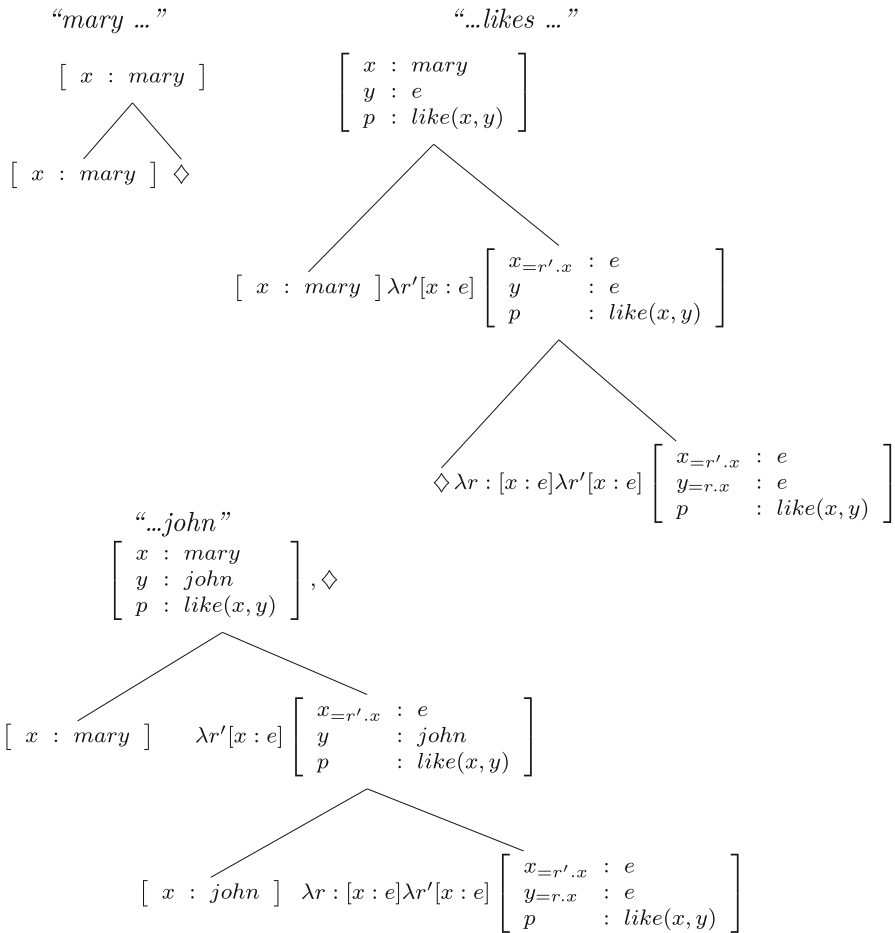 “mary ...”
[ x : mary ]
[ x : mary ] ♢
“...likes ...”
[ x : mary
y : e
p : like(x, y) ]
[ x : mary ] λr′[x : e] [ x=r′.x : e
y : e
p : like(x, y) ]
♢ λr : [x : e]λr′[x : e] [ x=r′.x : e
y=r.x : e
p : like(x, y) ]
“...john”
[ x : mary
y : john
p : like(x, y) ] , ♢
[ x : mary ] λr′[x : e] [ x=r′.x : e
y : john
p : like(x, y) ]
[ x : john ] λr : [x : e]λr′[x : e] [ x=r′.x : e
y=r.x : e
p : like(x, y) ]